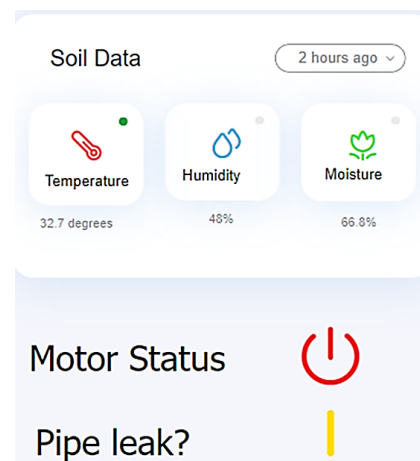 Soil Data
2 hours ago
Temperature
Humidity
Moisture
32.7 degrees
48%
66.8%
Motor Status
Pipe leak?